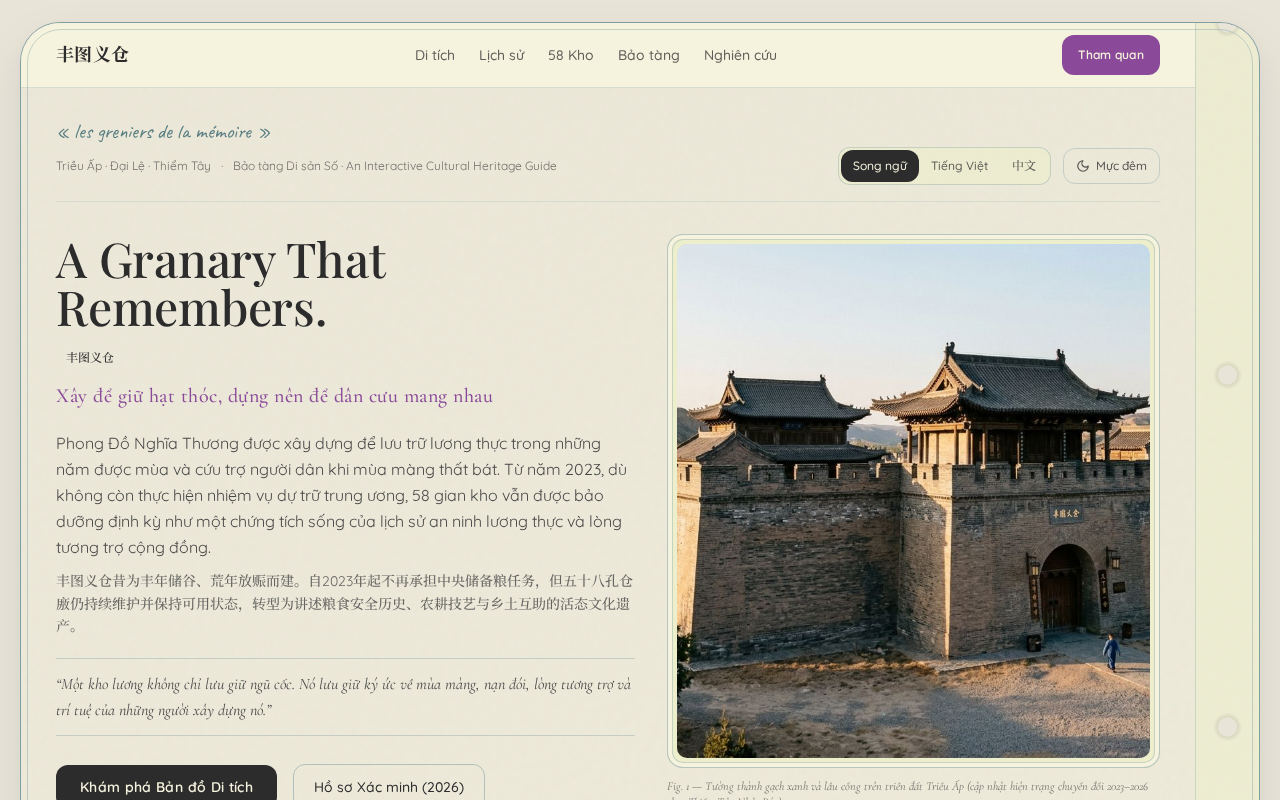 丰图义仓
Di tích Lịch sử 58 Kho Bảo tàng Nghiên cứu
Tham quan
« les greniers de la mémoire »
Triều Ấp · Đại Lệ · Thiểm Tây · Bảo tàng Di sản Số · An Interactive Cultural Heritage Guide
Song ngữ Tiếng Việt 中文
Mực đêm
A Granary That
Remembers.
丰图义仓
Xây để giữ hạt thóc, dựng nên để dân cưu mang nhau
Phong Đồ Nghĩa Thương được xây dựng để lưu trữ lương thực trong những
năm được mùa và cứu trợ người dân khi mùa màng thất bát. Từ năm 2023, dù
không còn thực hiện nhiệm vụ dự trữ trung ương, 58 gian kho vẫn được bảo
dưỡng định kỳ như một chứng tích sống của lịch sử an ninh lương thực và lòng
tương trợ cộng đồng.
丰图义仓昔为丰年储谷、荒年放赈而建。自2023年起不再承担中央储备粮任务，但五十八孔仓
廒仍持续维护并保持可用状态，转型为讲述粮食安全历史、农耕技艺与乡土互助的活态文化遗
产。
“Một kho lương không chỉ lưu giữ ngũ cốc. Nó lưu giữ ký ức về mùa màng, nạn đói, lòng tương trợ và
trí tuệ của những người xây dựng nó.”
Khám phá Bản đồ Di tích
Hồ sơ Xác minh (2026)
丰图义仓
Fig. 1 — Tường thành gạch xanh và lầu cổng trên triền đất Triều Ấp (cập nhật hiện trạng chuyển đổi 2023–2026